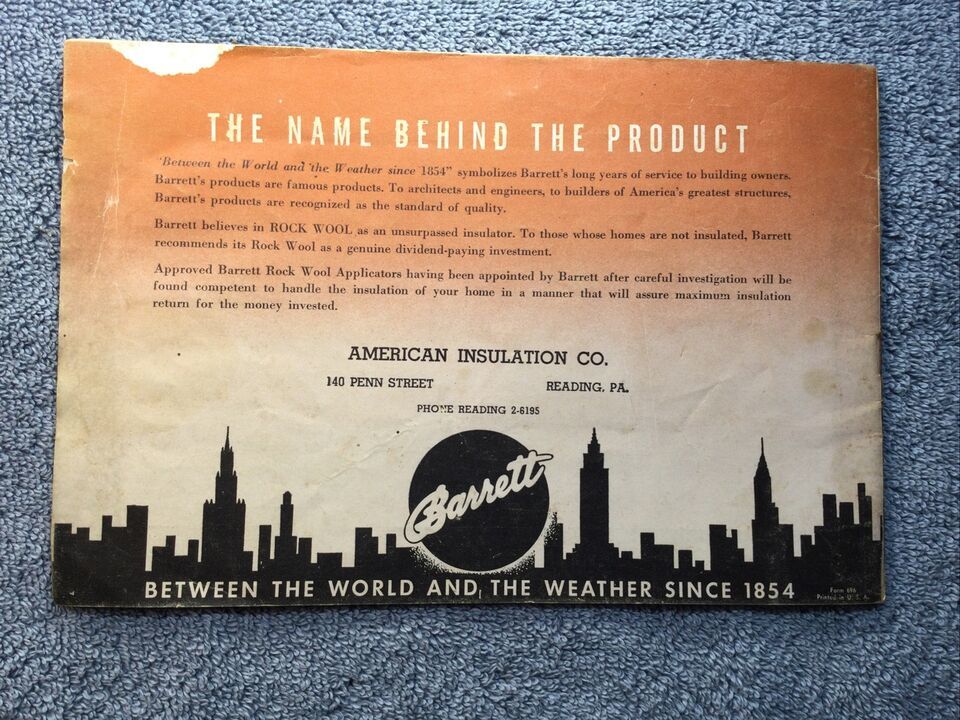 THE NAME BEHIND THE PRODUCT
"Between the World and the Weather since 1854" symbolizes Barrett's long years of service to building owners.
Barrett's products are famous products. To architects and engineers, to builders of America's greatest structures,
Barrett's products are recognized as the standard of quality.
Barrett believes in ROCK WOOL as an unsurpassed insulator. To those whose homes are not insulated, Barrett
recommends its Rock Wool as a genuine dividend-paying investment.
Approved Barrett Rock Wool Applicators having been appointed by Barrett after careful investigation will be
found competent to handle the insulation of your home in a manner that will assure maximum insulation
return for the money invested.
AMERICAN INSULATION CO.
140 PENN STREET READING, PA.
PHONE READING 2-6195
Barrett
BETWEEN THE WORLD AND THE WEATHER SINCE 1854
Form 696
Printed in U. S. A.